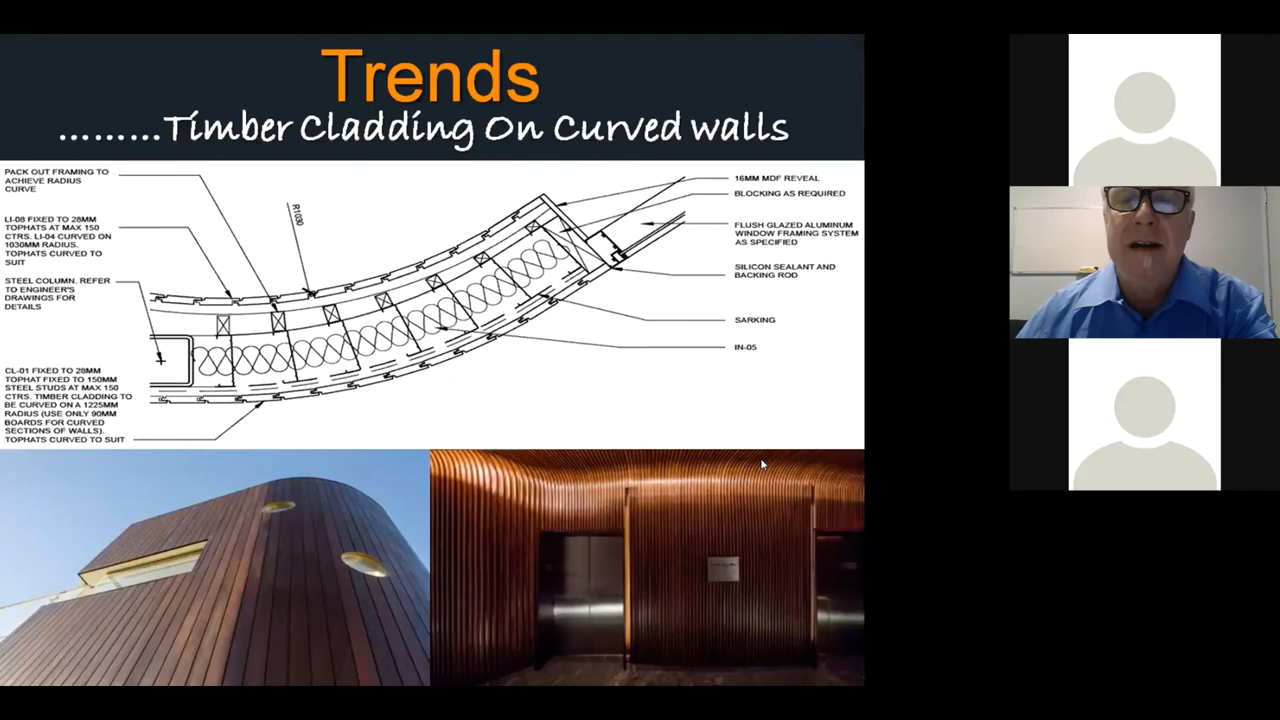 Trends
.........Timber Cladding On Curved walls
PACK OUT FRAMING TO
ACHIEVE RADIUS
CURVE
LI-08 FIXED TO 28MM
TOPHATS AT MAX 150
CTRS. LI-04 CURVED ON
1030MM RADIUS.
TOPHATS CURVED TO
SUIT
STEEL COLUMN. REFER
TO ENGINEER'S
DRAWINGS FOR
DETAILS
CL-01 FIXED TO 28MM
TOPHAT FIXED TO 150MM
STEEL STUDS AT MAX 150
CTRS. TIMBER CLADDING TO
BE CURVED ON A 1225MM
RADIUS (USE ONLY 90MM
BOARDS FOR CURVED
SECTIONS OF WALLS).
TOPHATS CURVED TO SUIT
R1030
16MM MDF REVEAL
BLOCKING AS REQUIRED
FLUSH GLAZED ALUMINUM
WINDOW FRAMING SYSTEM
AS SPECIFIED
SILICON SEALANT AND
BACKING ROD
SARKING
IN-05